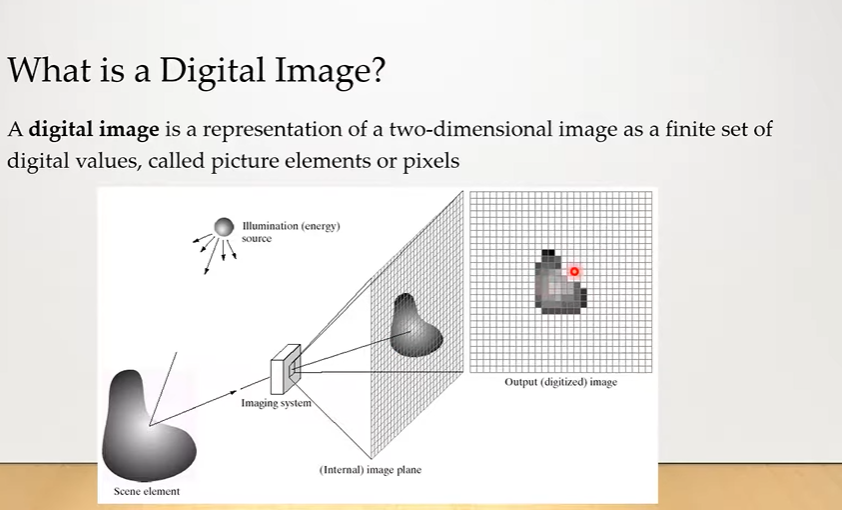 What is a Digital Image?
A digital image is a representation of a two-dimensional image as a finite set of
digital values, called picture elements or pixels
Illumination (energy)
source
Imaging system
Output (digitized) image
(Internal) image plane
Scene element